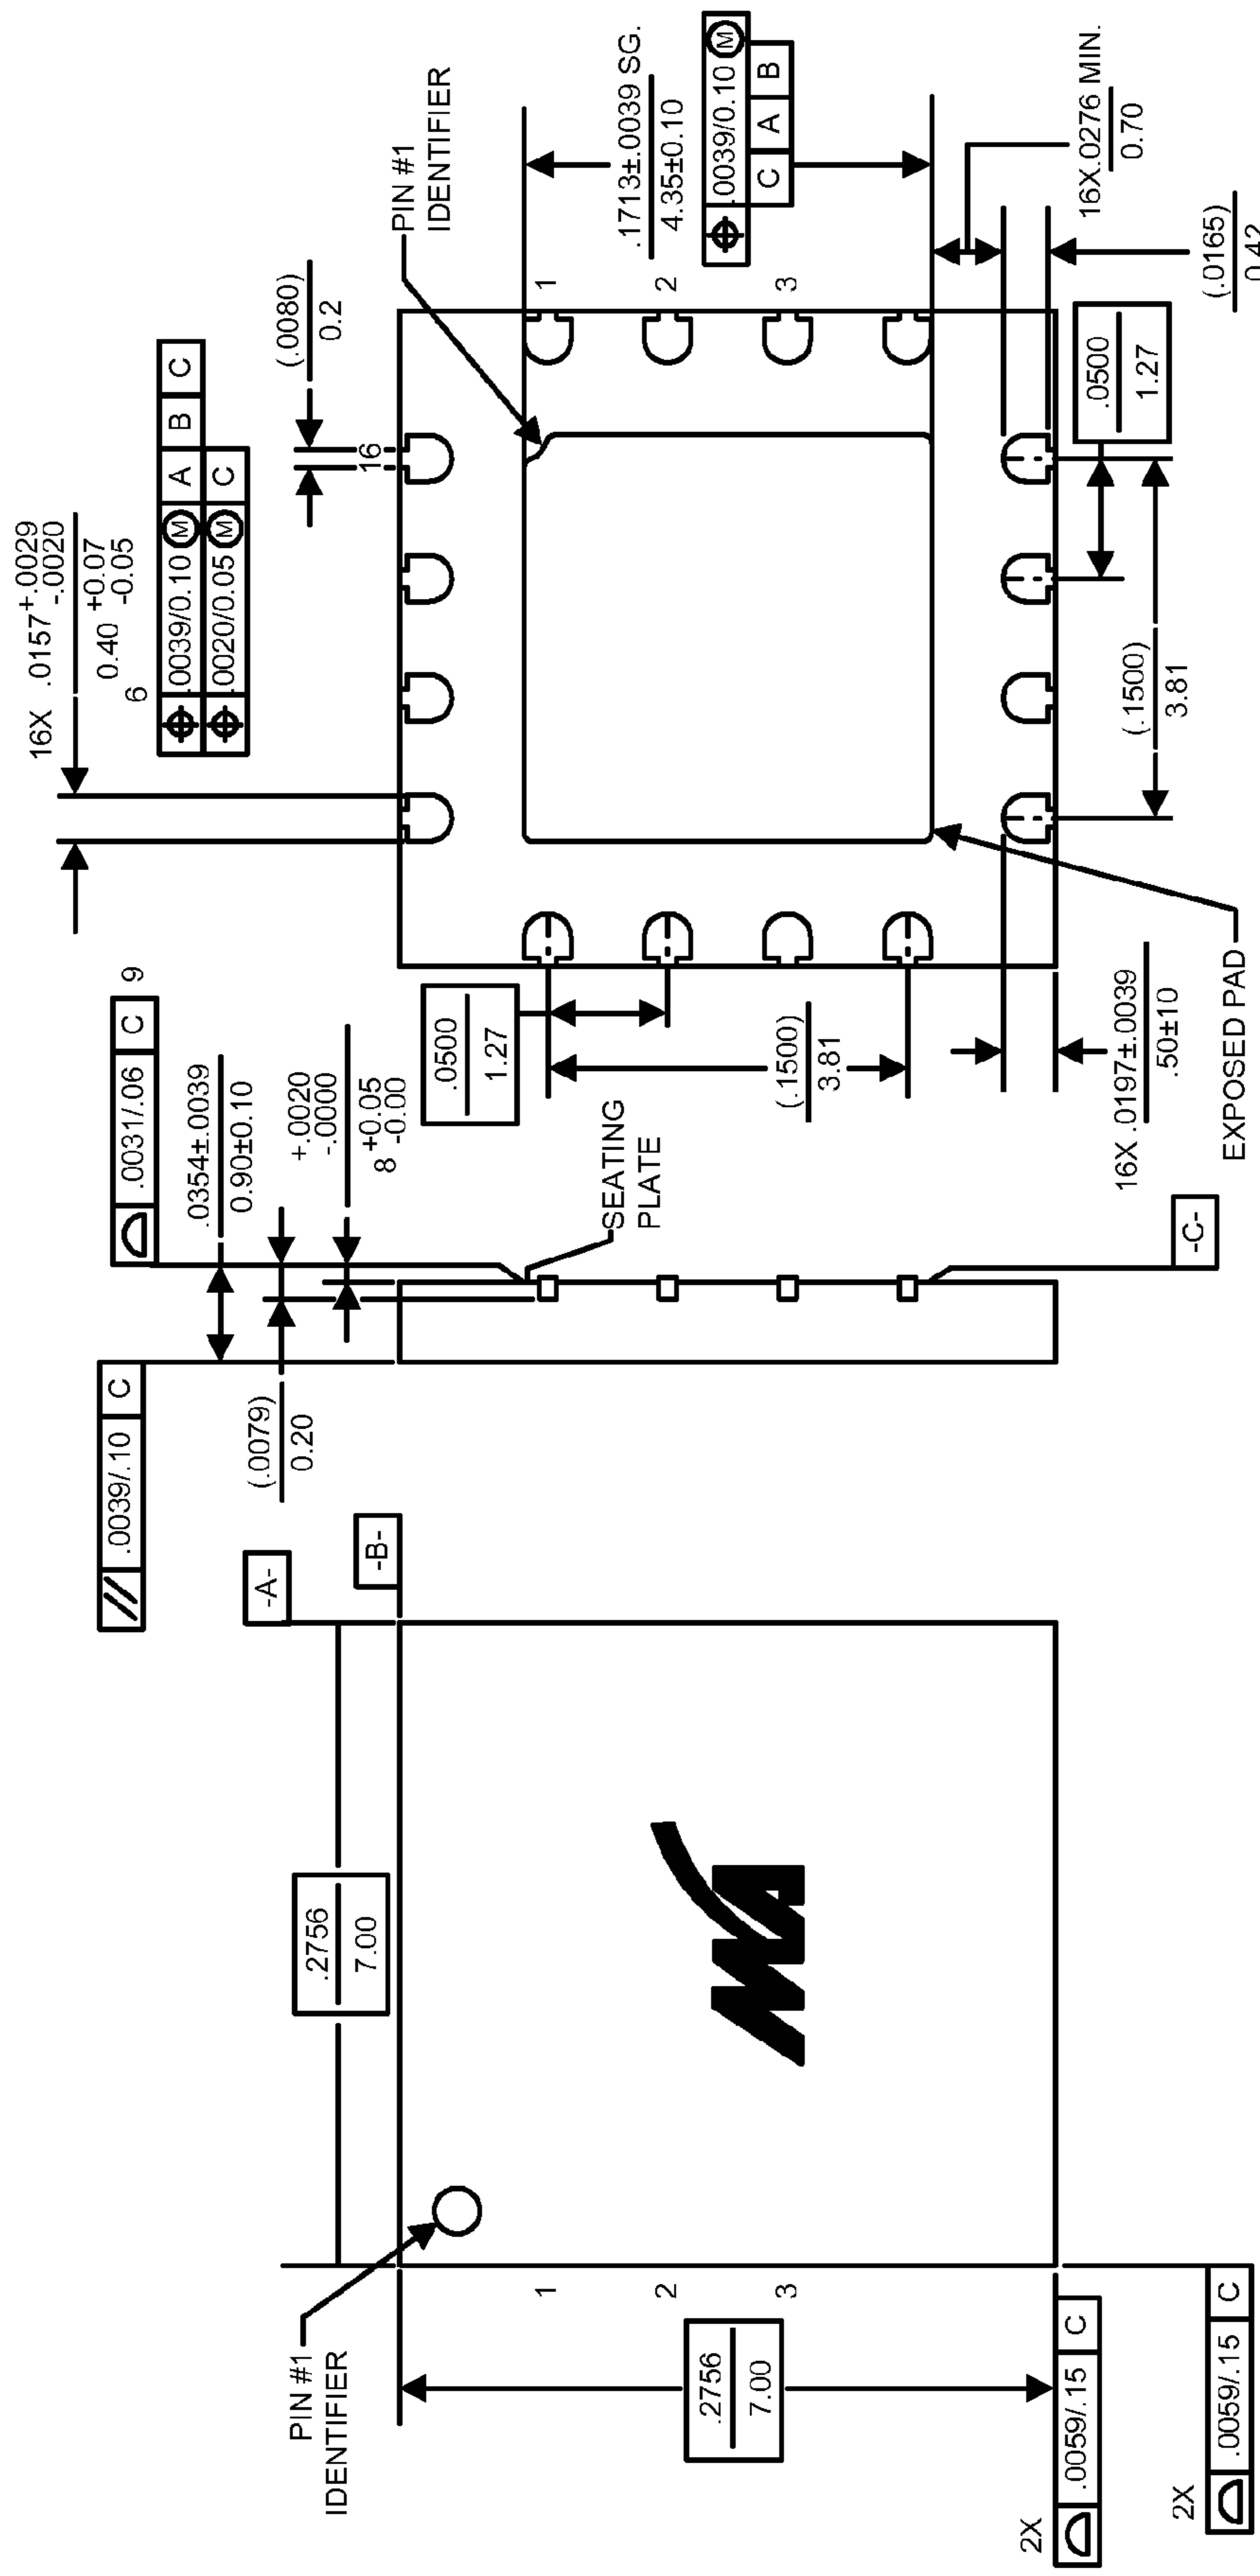 PIN #1
IDENTIFIER
.2756
7.00
-A-
-B-
1
2
3
.2756
7.00
2X
⌓ .0059/.15 C
2X
⌓ .0059/.15 C
// .0039/.10 C
⌓ .0031/.06 C 9
.0354±.0039
0.90±0.10
(.0079)
0.20
+.0020
-.0000
8 +0.05
-0.00
SEATING
PLATE
-C-
16X .0157 +.0029
-.0020
0.40 +0.07
-0.05
6
⌖ .0039/0.10 Ⓜ A B C
⌖ .0020/0.05 Ⓜ C
(.0080)
0.2
16
PIN #1
IDENTIFIER
1
2
3
.1713±.0039 SG.
4.35±0.10
⌖ .0039/0.10 Ⓜ
C A B
.0500
1.27
(.1500)
3.81
16X .0197±.0039
.50±10
EXPOSED PAD
(.1500)
3.81
.0500
1.27
16X.0276 MIN.
0.70
(.0165)
0.42
MA